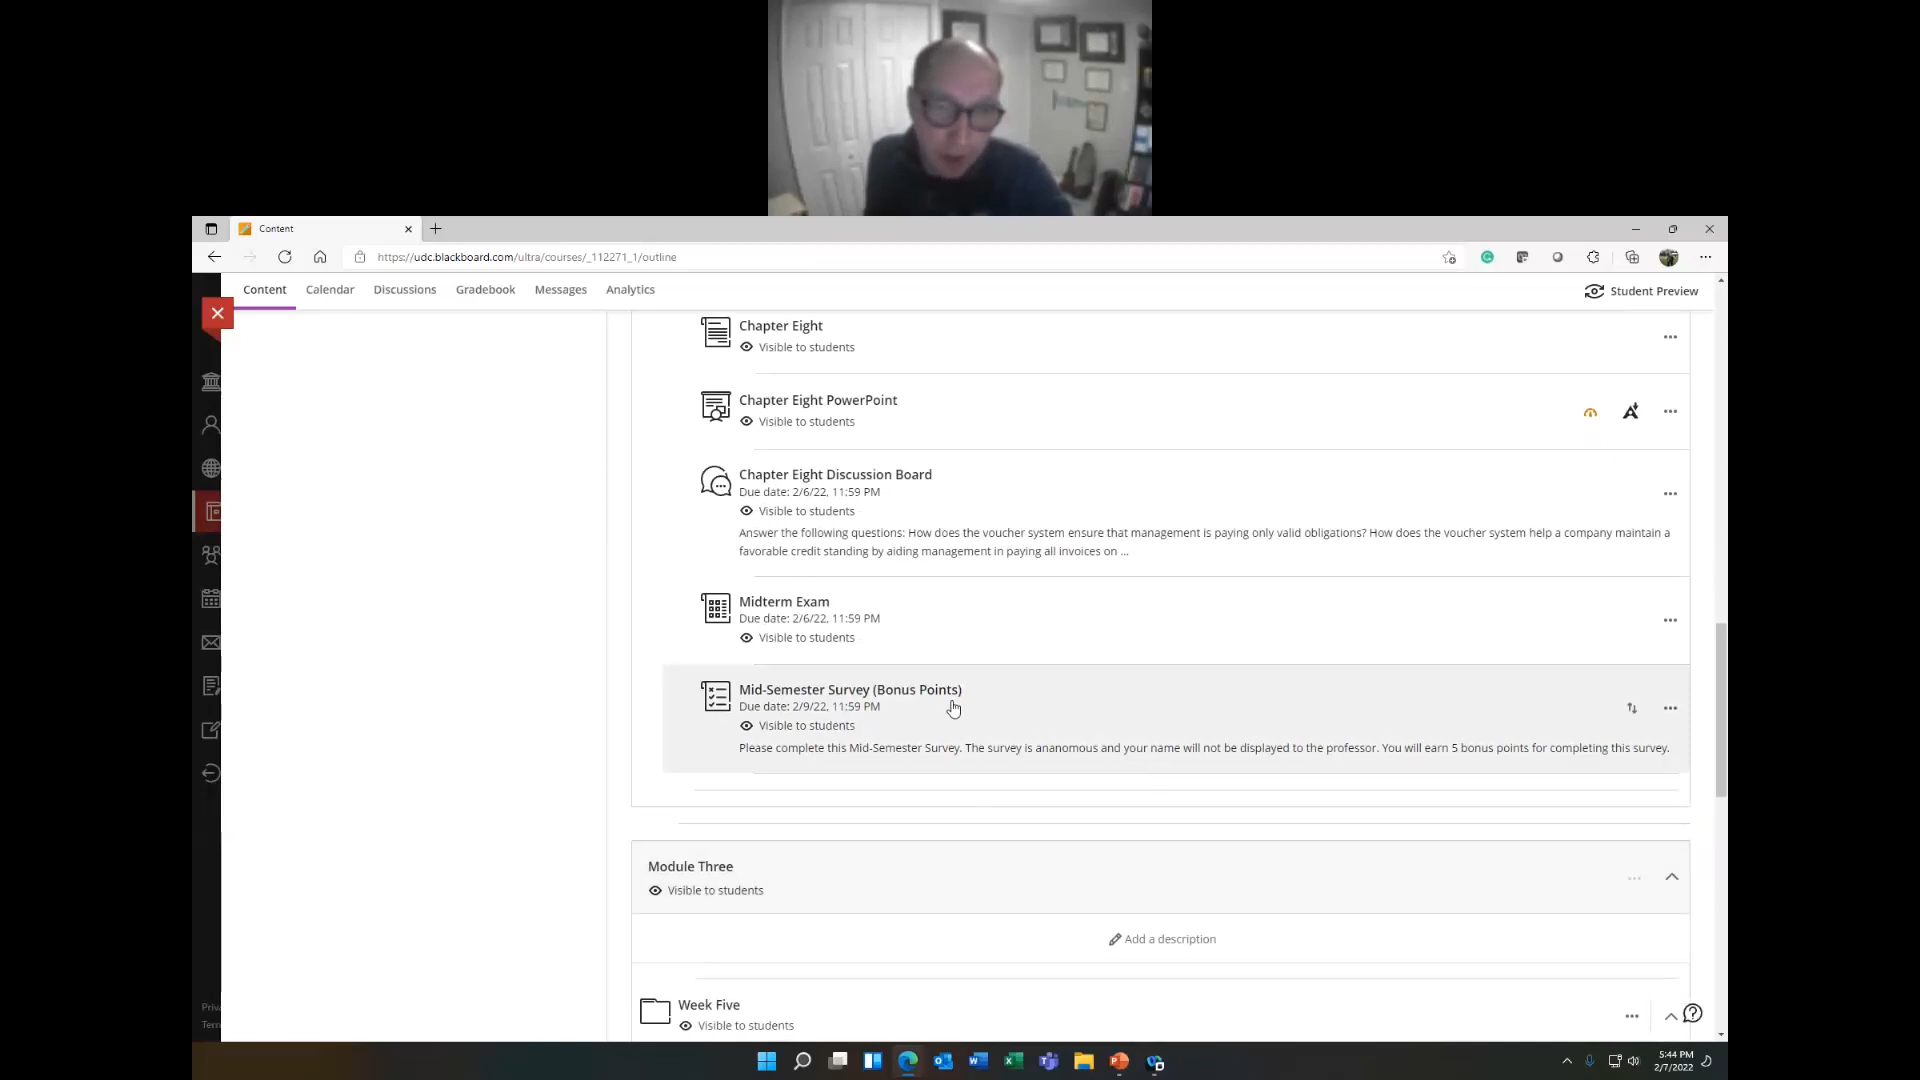 Content
https://udc.blackboard.com/ultra/courses/_112271_1/outline
Content Calendar Discussions Gradebook Messages Analytics
Student Preview
Chapter Eight
Visible to students
Chapter Eight PowerPoint
Visible to students
Chapter Eight Discussion Board
Due date: 2/6/22, 11:59 PM
Visible to students
Answer the following questions: How does the voucher system ensure that management is paying only valid obligations? How does the voucher system help a company maintain a
favorable credit standing by aiding management in paying all invoices on ...
Midterm Exam
Due date: 2/6/22, 11:59 PM
Visible to students
Mid-Semester Survey (Bonus Points)
Due date: 2/9/22, 11:59 PM
Visible to students
Please complete this Mid-Semester Survey. The survey is ananomous and your name will not be displayed to the professor. You will earn 5 bonus points for completing this survey.
Module Three
Visible to students
Add a description
Week Five
Visible to students
Priva
Term
5:44 PM
2/7/2022